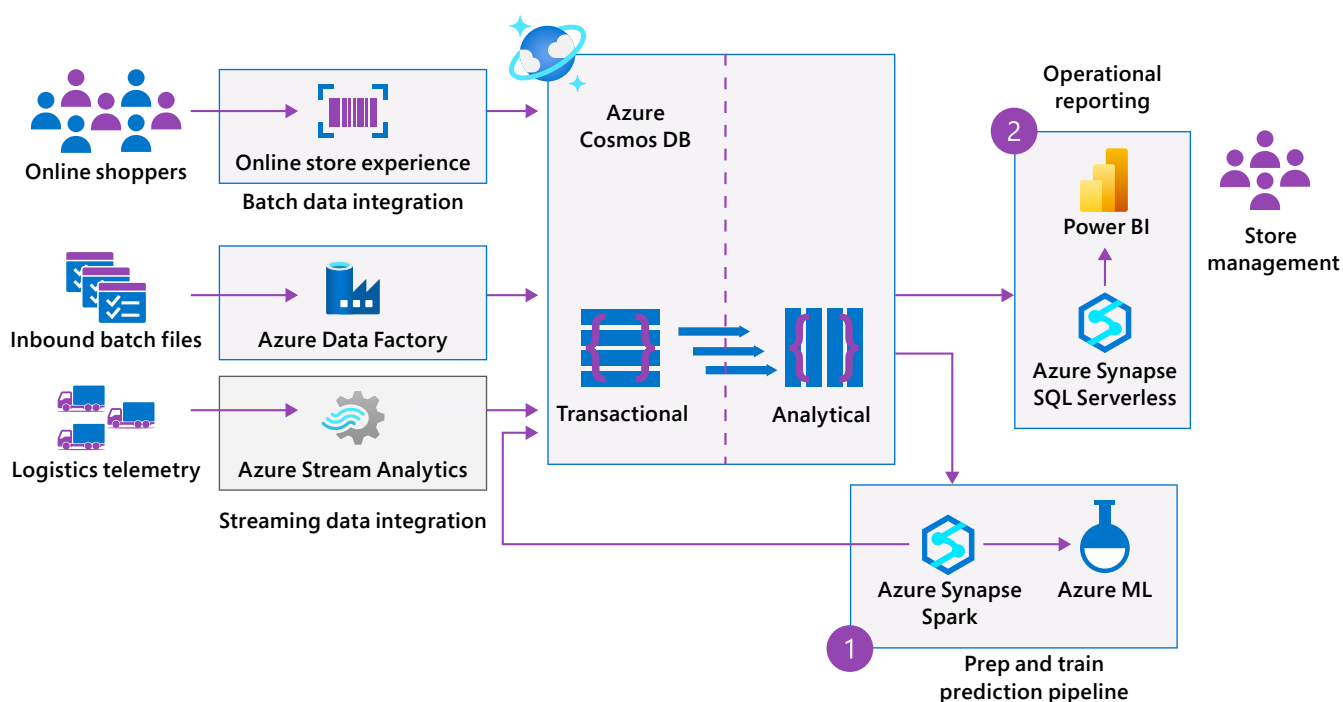 Online shoppers
Online store experience
Batch data integration
Inbound batch files
Azure Data Factory
Logistics telemetry
Azure Stream Analytics
Streaming data integration
Azure
Cosmos DB
Transactional
Analytical
Operational
reporting
2
Power BI
Azure Synapse
SQL Serverless
Store
management
Azure Synapse
Spark
Azure ML
1
Prep and train
prediction pipeline